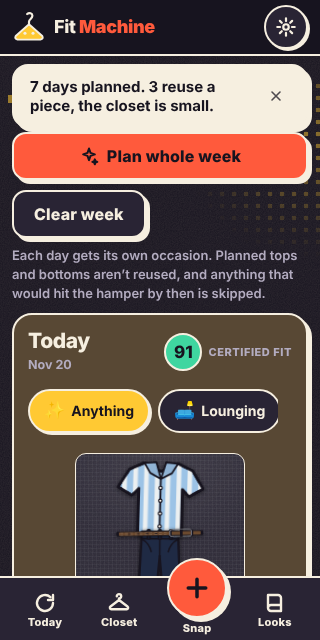 Fit Machine
7 days planned. 3 reuse a
piece, the closet is small.
Plan whole week
Clear week
Each day gets its own occasion. Planned tops
and bottoms aren't reused, and anything that
would hit the hamper by then is skipped.
Today
Nov 20
91 CERTIFIED FIT
Anything
Lounging
Today
Closet
Snap
Looks